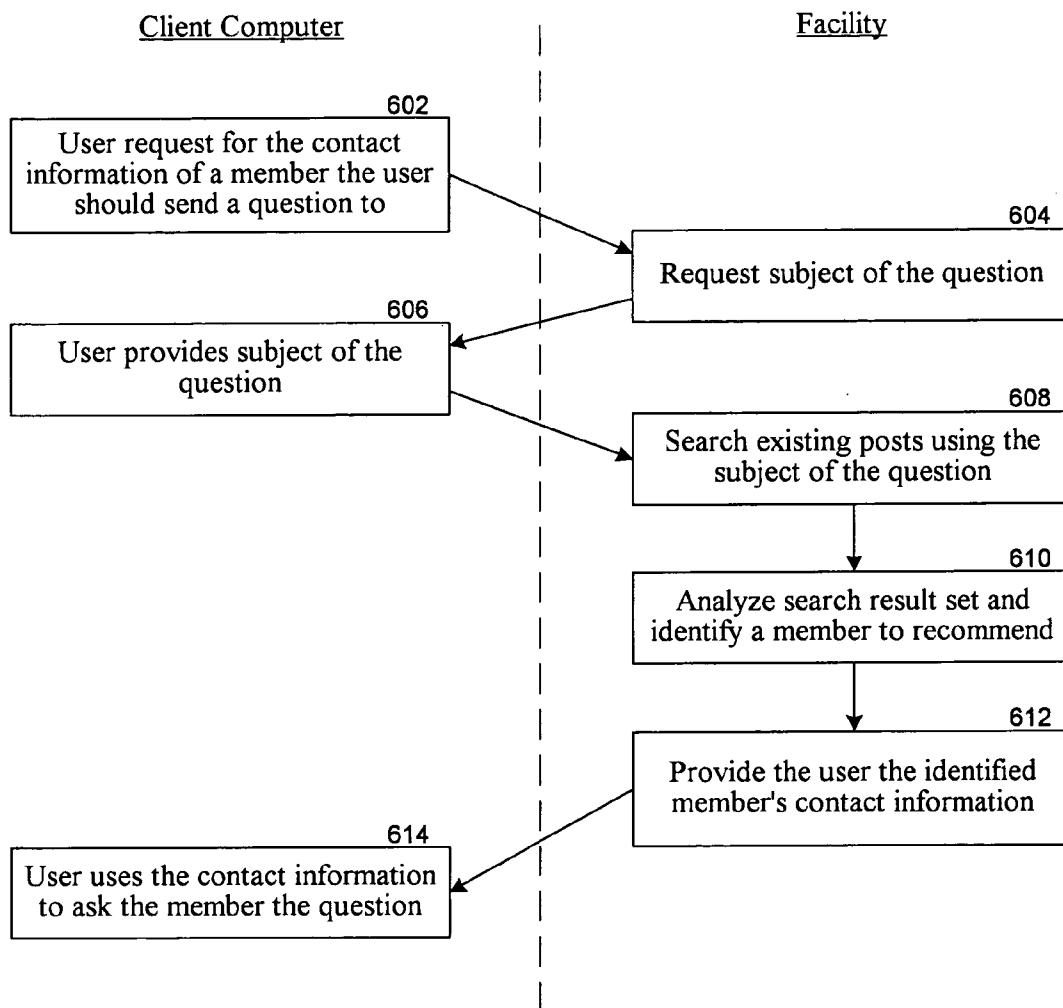 Client Computer
Facility
602
User request for the contact
information of a member the user
should send a question to
604
Request subject of the question
606
User provides subject of the
question
608
Search existing posts using the
subject of the question
610
Analyze search result set and
identify a member to recommend
612
Provide the user the identified
member's contact information
614
User uses the contact information
to ask the member the question